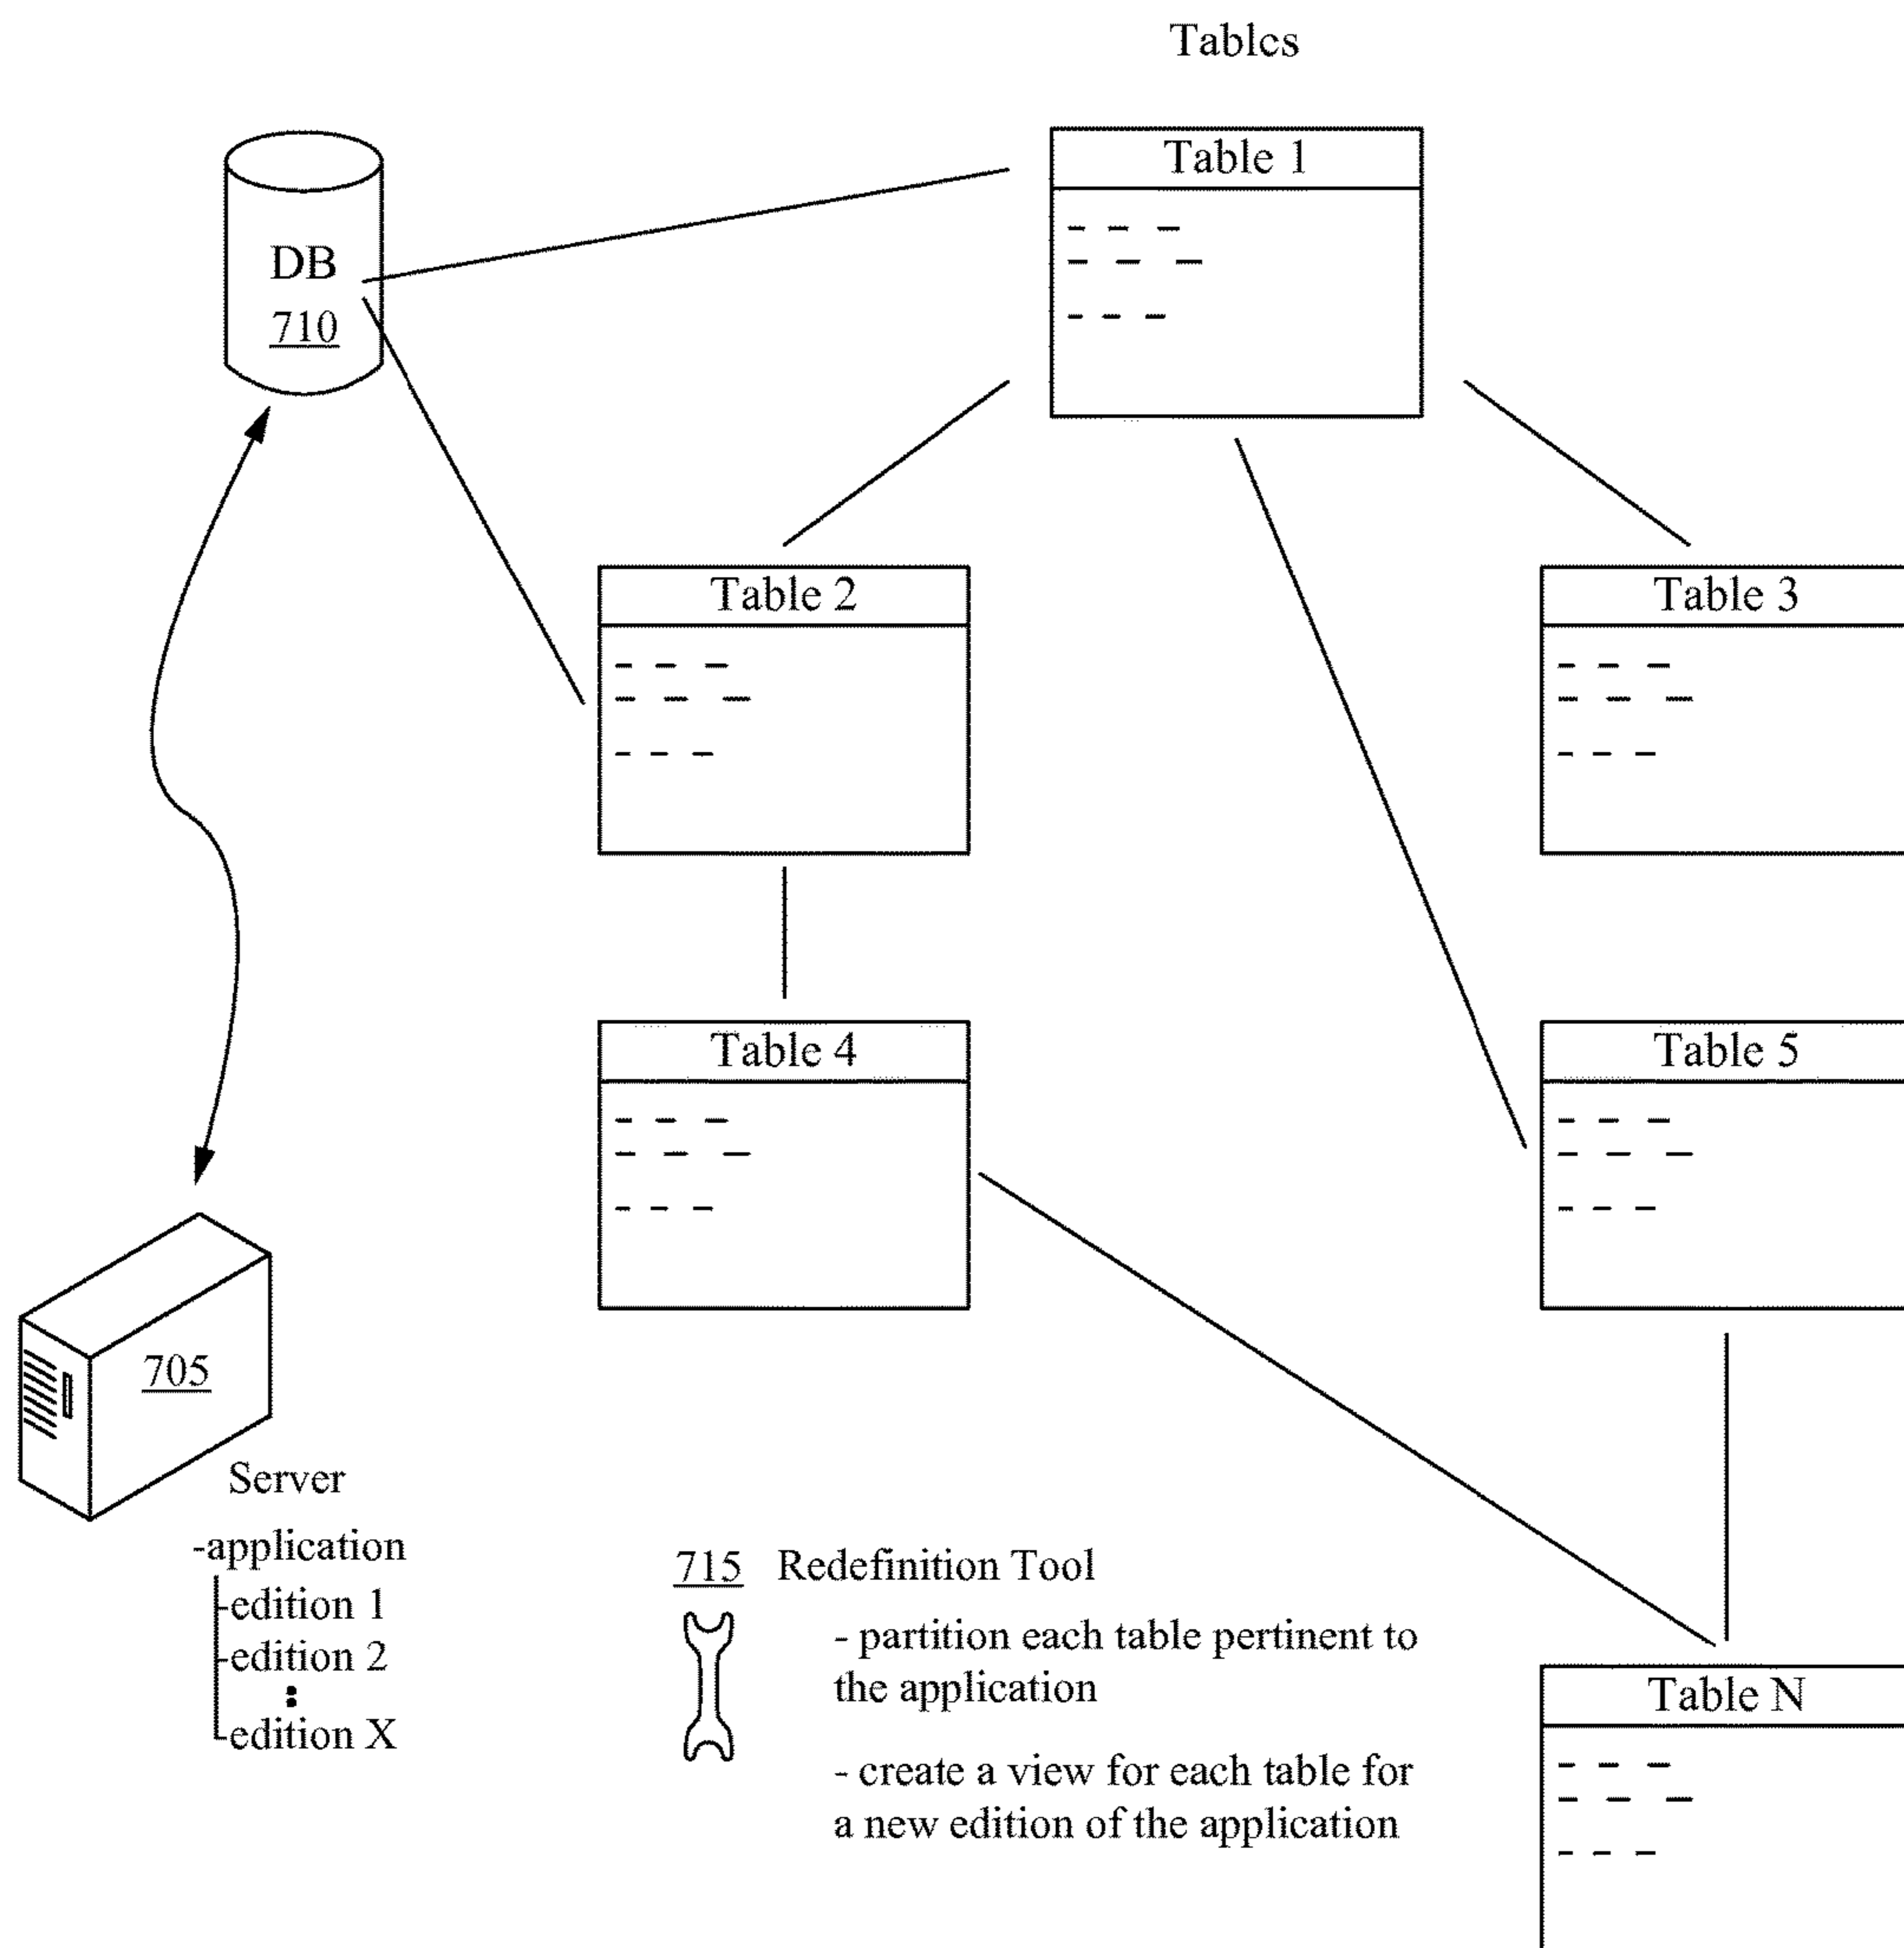 Tables
Table 1
DB
710
Table 2
Table 3
Table 4
Table 5
705
Server
-application
-edition 1
-edition 2
-edition X
715 Redefinition Tool
- partition each table pertinent to
the application
- create a view for each table for
a new edition of the application
Table N